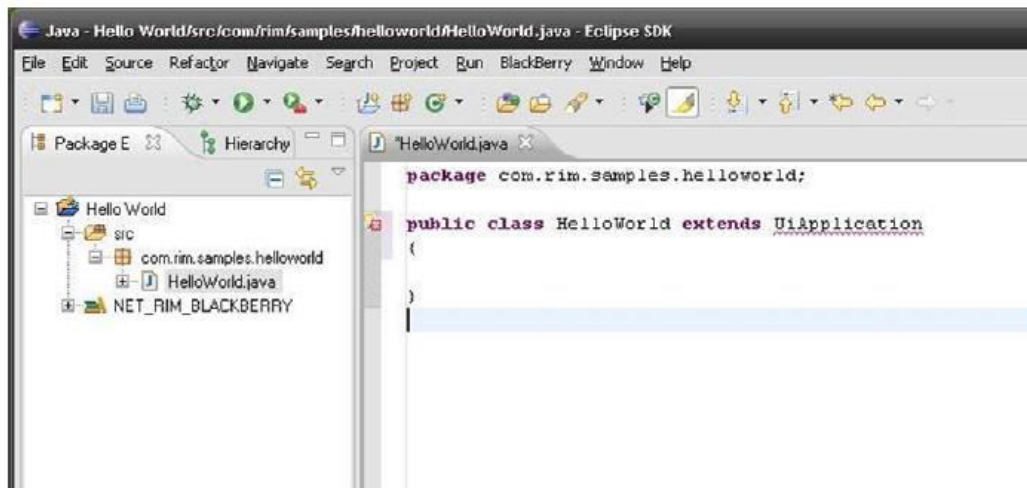 Java - Hello World/src/com/rim/samples/helloworld/HelloWorld.java - Eclipse SDK
File Edit Source Refactor Navigate Search Project Run BlackBerry Window Help
Package E Hierarchy
*HelloWorld.java
package com.rim.samples.helloworld;
Hello World
public class HelloWorld extends UiApplication
src
{
com.rim.samples.helloworld
HelloWorld.java
}
NET_RIM_BLACKBERRY